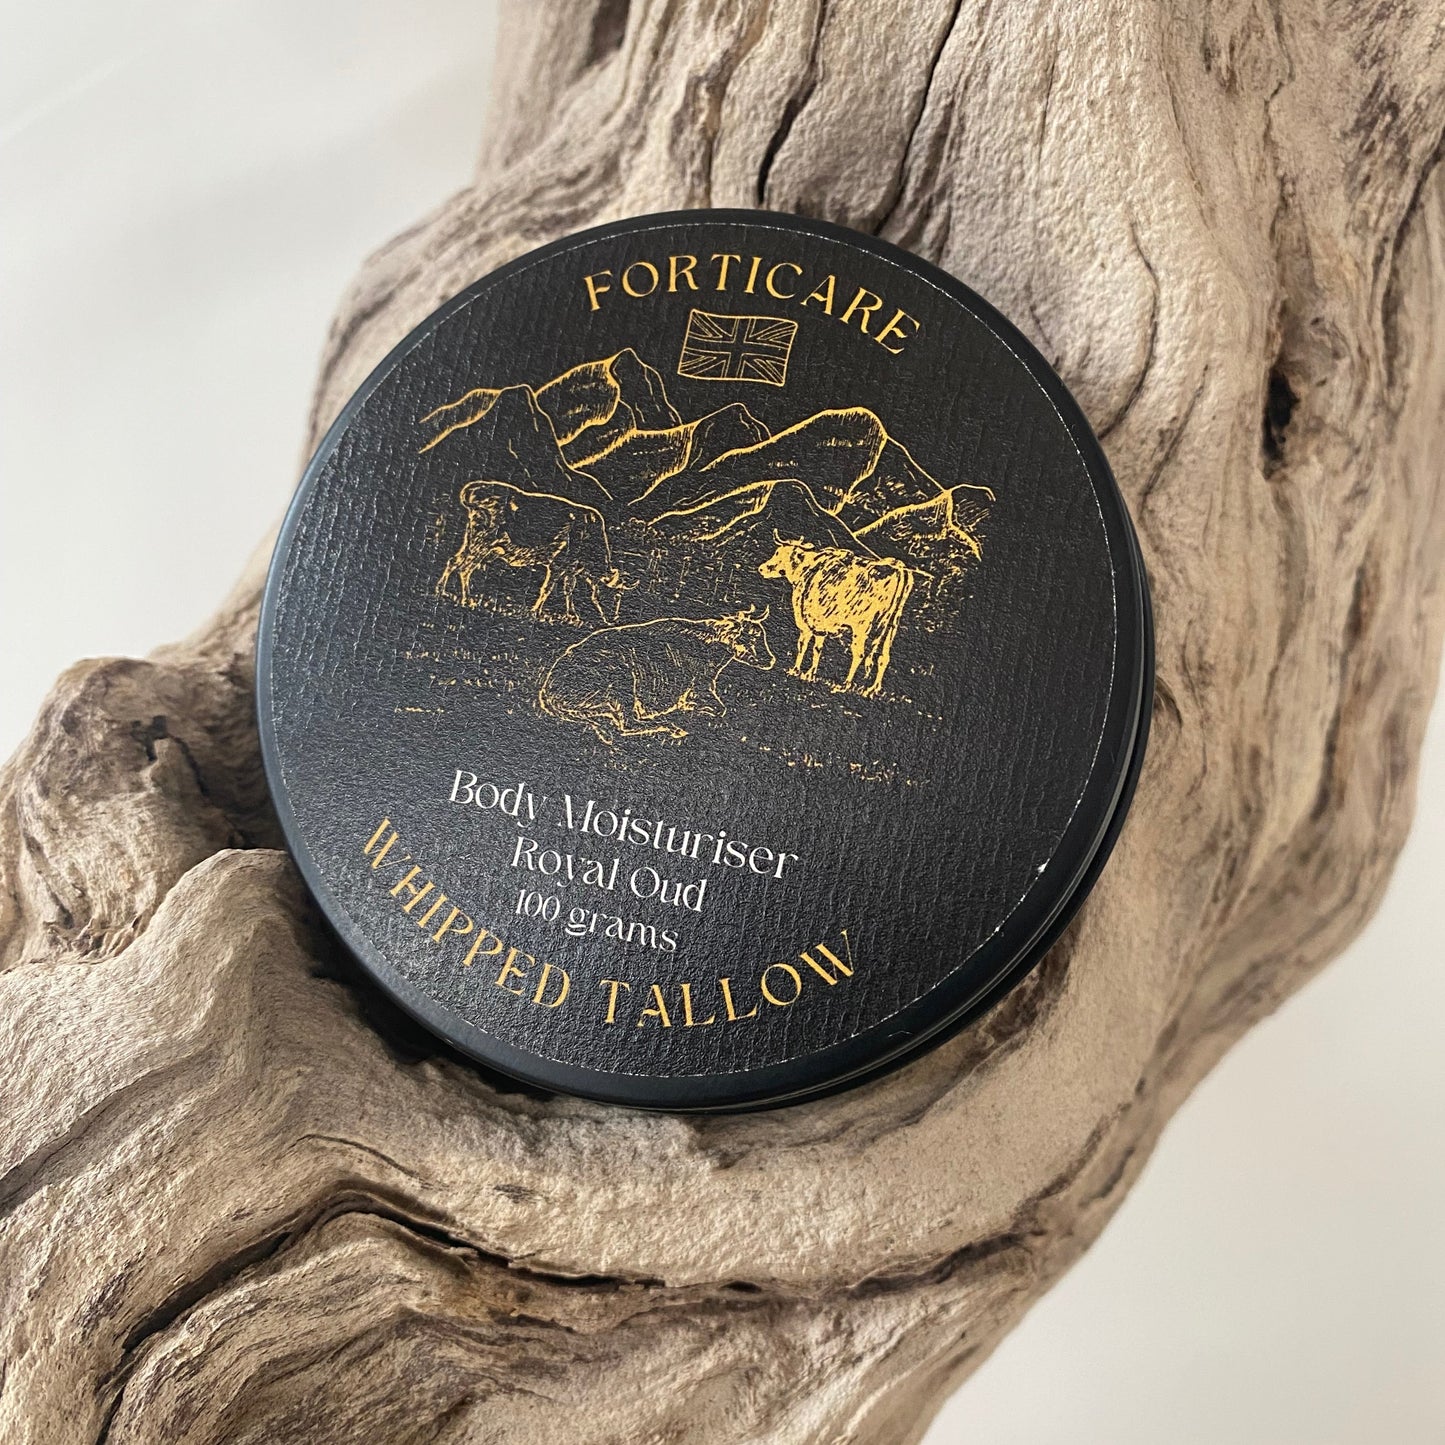 FORTICARE
Body Moisturiser
Royal Oud
100 grams
WHIPPED TALLOW